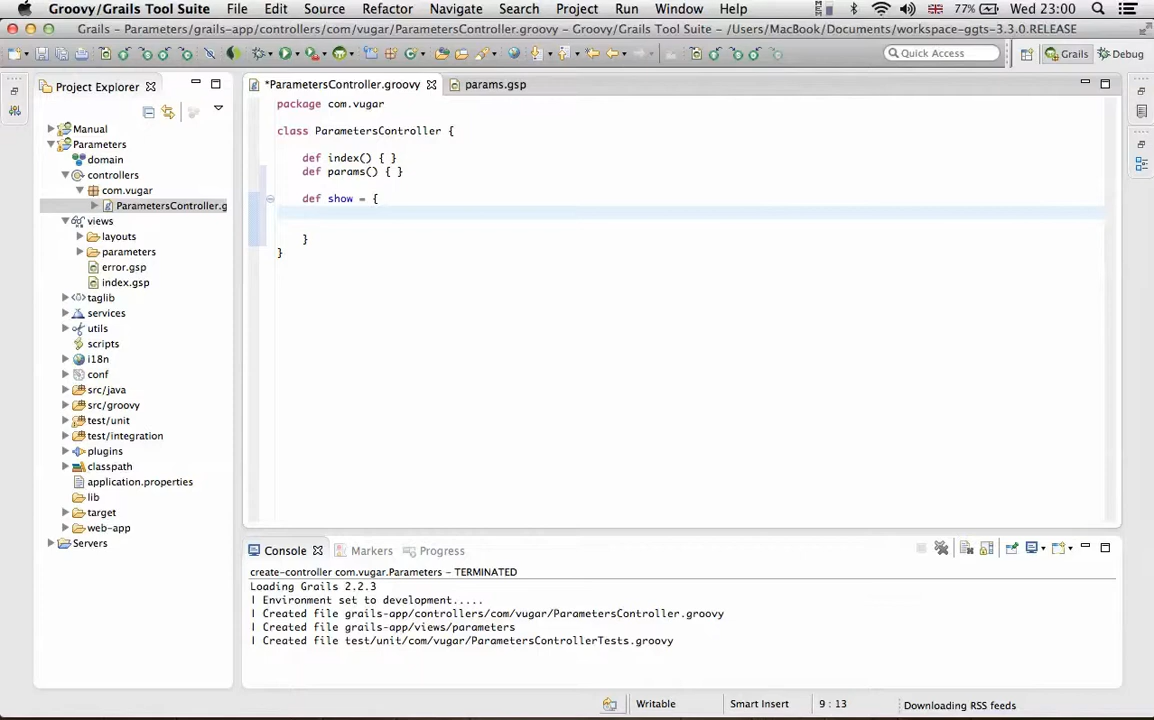 Groovy/Grails Tool Suite File Edit Source Refactor Navigate Search Project Run Window Help 77% Wed 23:00
Grails - Parameters/grails-app/controllers/com/vugar/ParametersController.groovy - Groovy/Grails Tool Suite - /Users/MacBook/Documents/workspace-ggts-3.3.0.RELEASE
Quick Access Grails Debug
Project Explorer
*ParametersController.groovy params.gsp
Manual
Parameters
domain
controllers
com.vugar
ParametersController.g
views
layouts
parameters
error.gsp
index.gsp
taglib
services
utils
scripts
i18n
conf
src/java
src/groovy
test/unit
test/integration
plugins
classpath
application.properties
lib
target
web-app
Servers
package com.vugar
class ParametersController {
def index() { }
def params() { }
def show = {
}
}
Console Markers Progress
create-controller com.vugar.Parameters - TERMINATED
Loading Grails 2.2.3
| Environment set to development.....
| Created file grails-app/controllers/com/vugar/ParametersController.groovy
| Created file grails-app/views/parameters
| Created file test/unit/com/vugar/ParametersControllerTests.groovy
Writable Smart Insert 9 : 13 Downloading RSS feeds